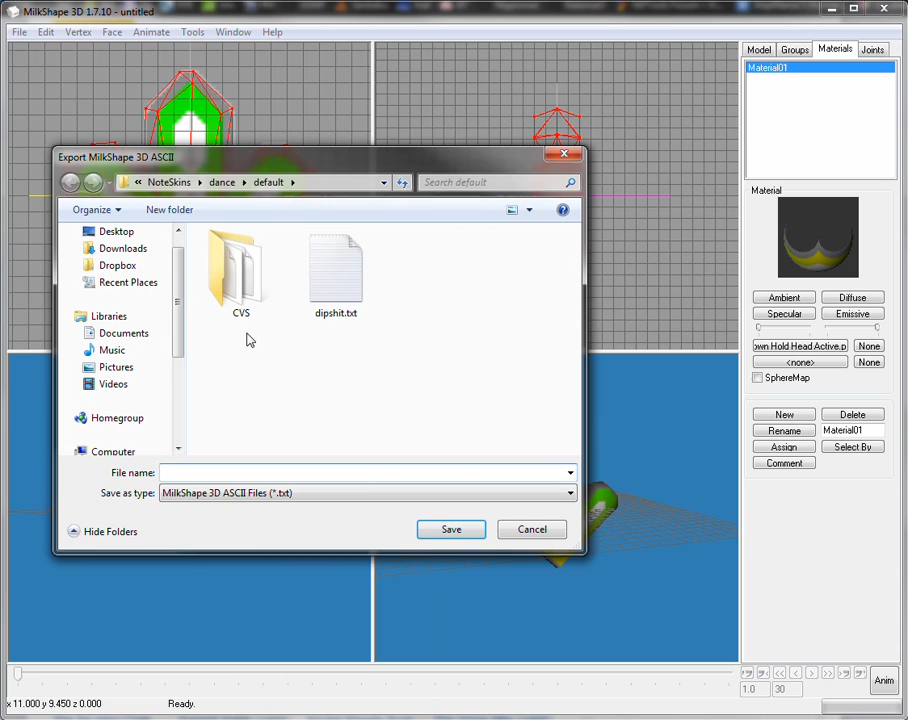 MilkShape 3D 1.7.10 - untitled
File Edit Vertex Face Animate Tools Window Help
Model Groups Materials Joints
Material01
Export MilkShape 3D ASCII
« NoteSkins dance default
Search default
Organize New folder
Desktop
Downloads
Dropbox
Recent Places
Libraries
Documents
Music
Pictures
Videos
Homegroup
Computer
CVS
dipshit.txt
File name:
Save as type: MilkShape 3D ASCII Files (*.txt)
Hide Folders
Save Cancel
Material
Ambient Diffuse
Specular Emissive
own Hold Head Active.p None
<none> None
SphereMap
New Delete
Rename Material01
Assign Select By
Comment
1.0 30
Anim
x 11.000 y 9.450 z 0.000 Ready.